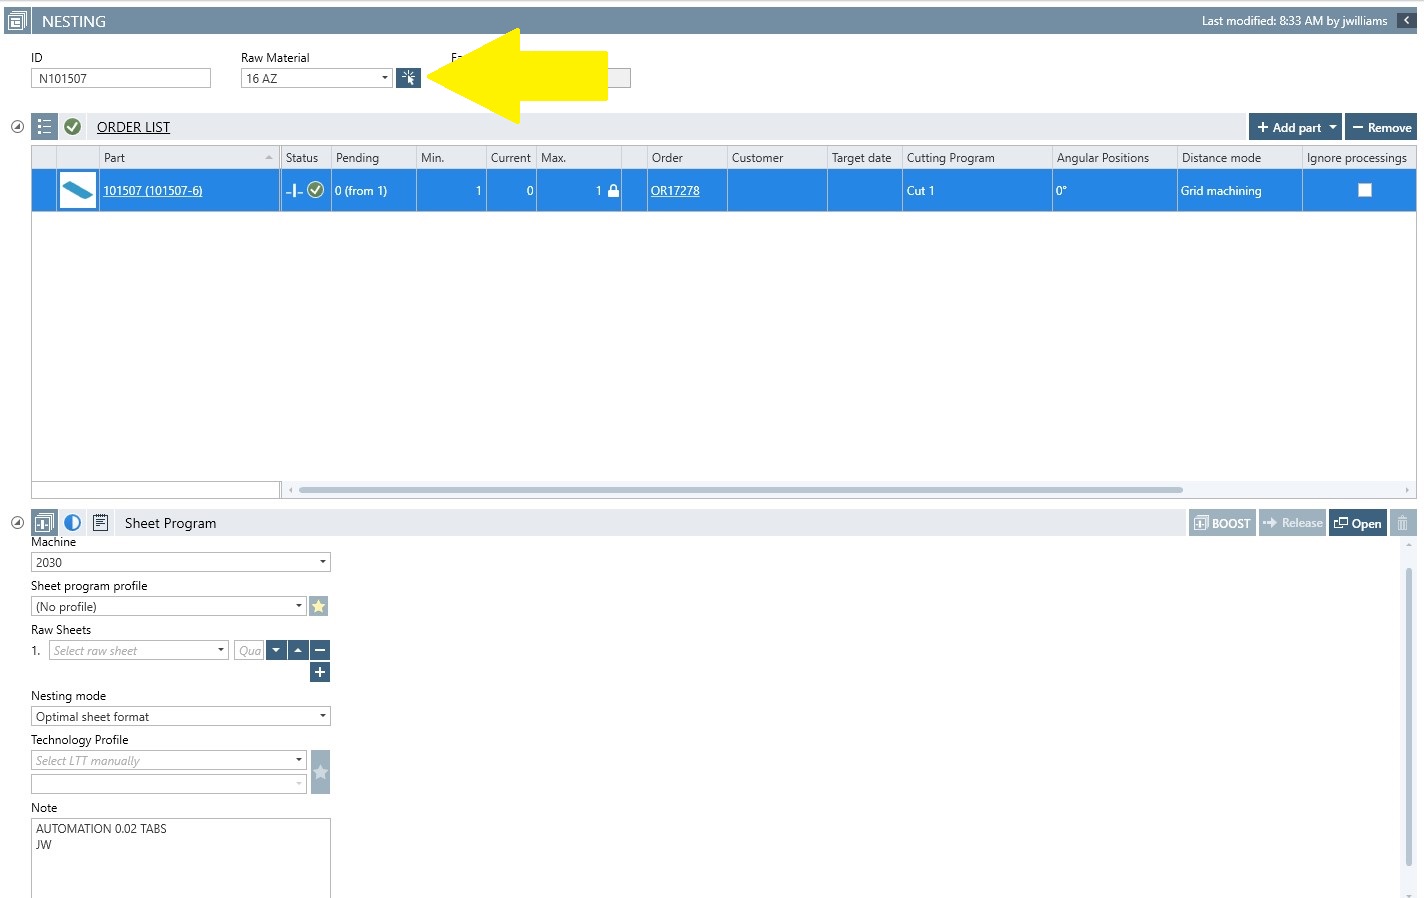 NESTING
Last modified: 8:33 AM by jwilliams
ID
Raw Material
N101507
16 AZ
ORDER LIST
+ Add part
− Remove
Part Status Pending Min. Current Max. Order Customer Target date Cutting Program Angular Positions Distance mode Ignore processings
101507 (101507-6) 0 (from 1) 1 0 1 OR17278 Cut 1 0° Grid machining
Sheet Program
BOOST
Release
Open
Machine
2030
Sheet program profile
(No profile)
Raw Sheets
1. Select raw sheet Qua
Nesting mode
Optimal sheet format
Technology Profile
Select LTT manually
Note
AUTOMATION 0.02 TABS
JW